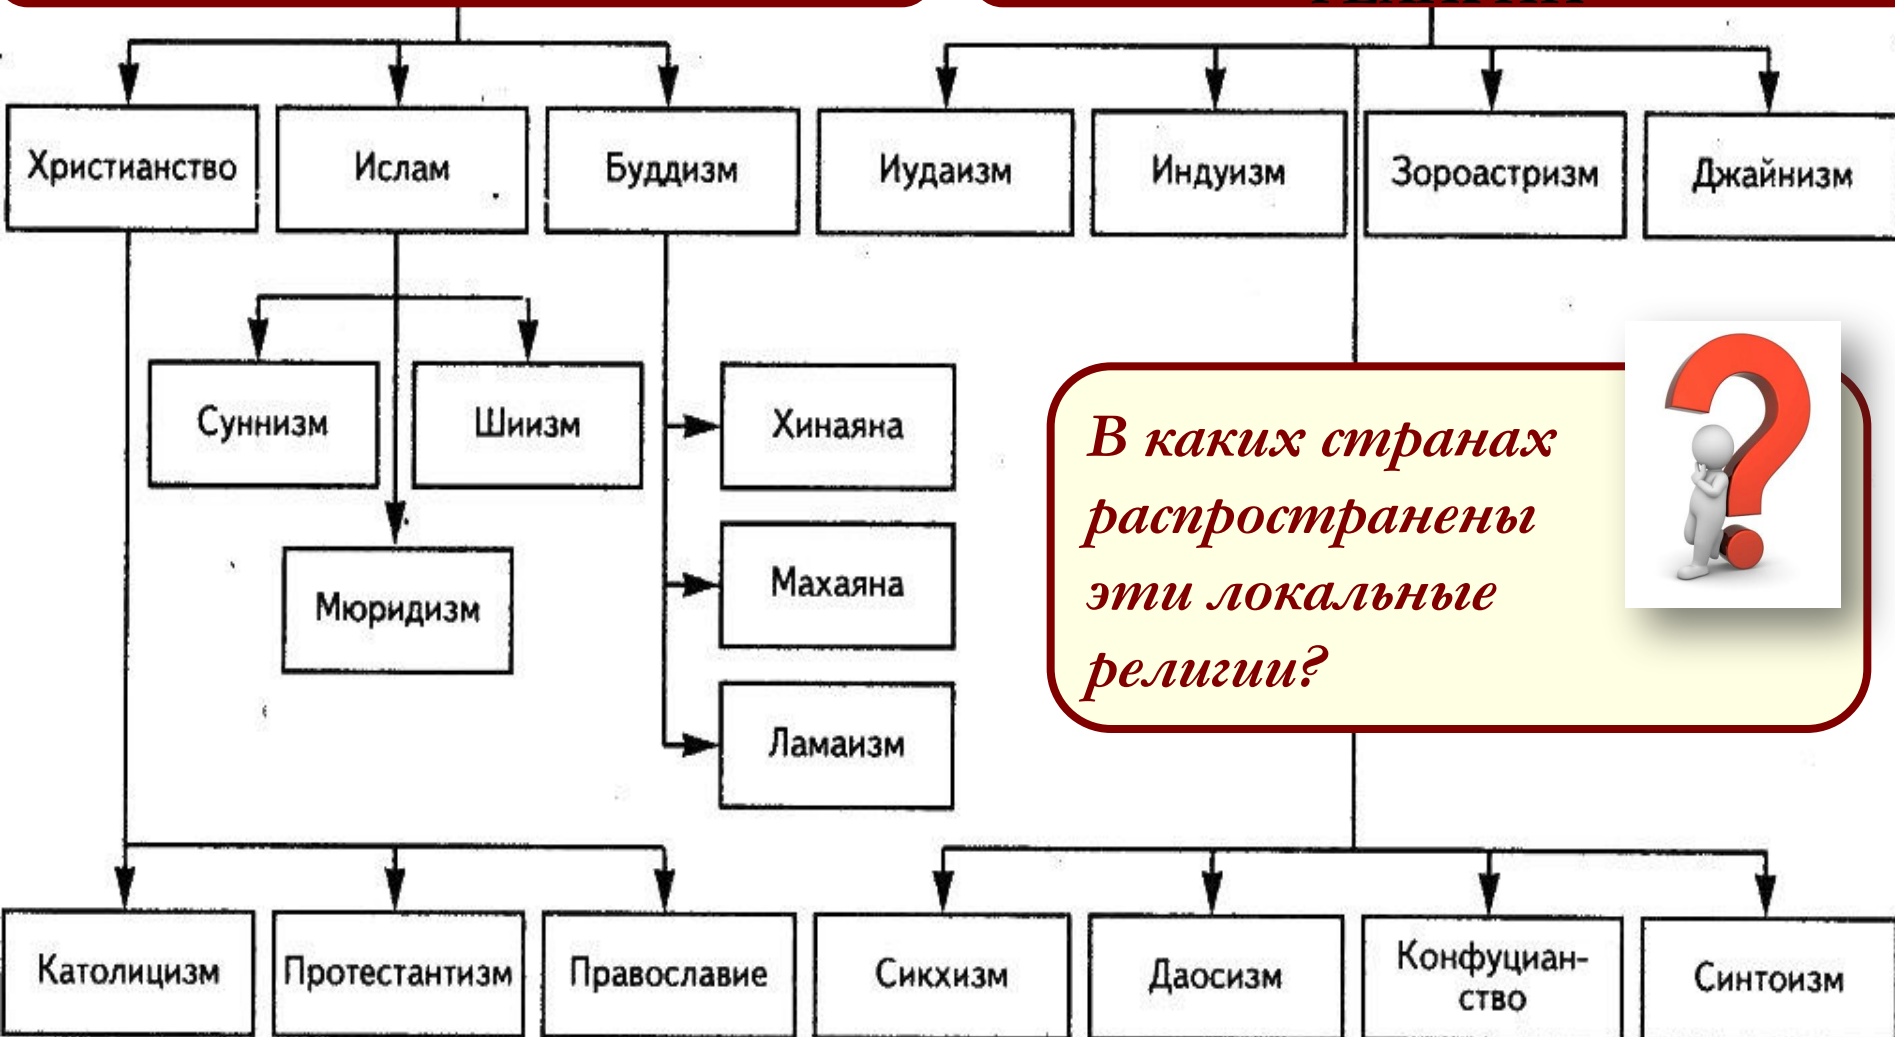 Христианство
Ислам
Буддизм
Иудаизм
Индуизм
Зороастризм
Джайнизм
Суннизм
Шиизм
Хинаяна
Мюридизм
Махаяна
Ламаизм
В каких странах
распространены
эти локальные
религии?
Католицизм
Протестантизм
Православие
Сикхизм
Даосизм
Конфуциан-
ство
Синтоизм